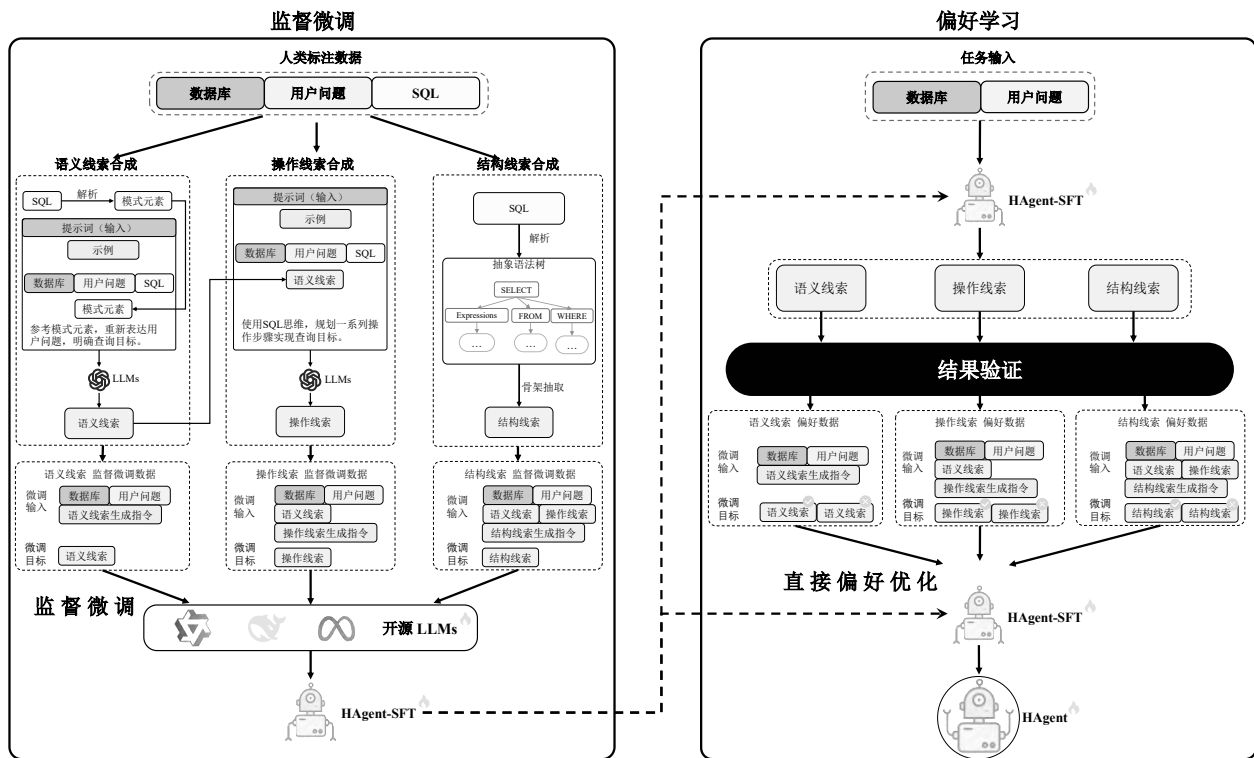 监督微调
人类标注数据
数据库 用户问题 SQL
语义线索合成
SQL 解析 模式元素
提示词（输入）
示例
数据库 用户问题 SQL
模式元素
参考模式元素，重新表达用
户问题，明确查询目标。
LLMs
语义线索
操作线索合成
提示词（输入）
示例
数据库 用户问题 SQL
语义线索
使用SQL思维，规划一系列操
作步骤实现查询目标。
LLMs
操作线索
结构线索合成
SQL
解析
抽象语法树
SELECT
Expressions FROM WHERE
... ... ...
骨架抽取
结构线索
语义线索 监督微调数据
微调
输入
数据库 用户问题
语义线索生成指令
微调
目标
语义线索
操作线索 监督微调数据
微调
输入
数据库 用户问题
语义线索
操作线索生成指令
微调
目标
操作线索
结构线索 监督微调数据
微调
输入
数据库 用户问题
语义线索 操作线索
结构线索生成指令
微调
目标
结构线索
监督微调
开源 LLMs
HAgent-SFT
偏好学习
任务输入
数据库 用户问题
HAgent-SFT
语义线索 操作线索 结构线索
结果验证
语义线索 偏好数据
微调
输入
数据库 用户问题
语义线索生成指令
微调
目标
语义线索 语义线索
操作线索 偏好数据
微调
输入
数据库 用户问题
语义线索
操作线索生成指令
微调
目标
操作线索 操作线索
结构线索 偏好数据
微调
输入
数据库 用户问题
语义线索 操作线索
结构线索生成指令
微调
目标
结构线索 结构线索
直接偏好优化
HAgent-SFT
HAgent